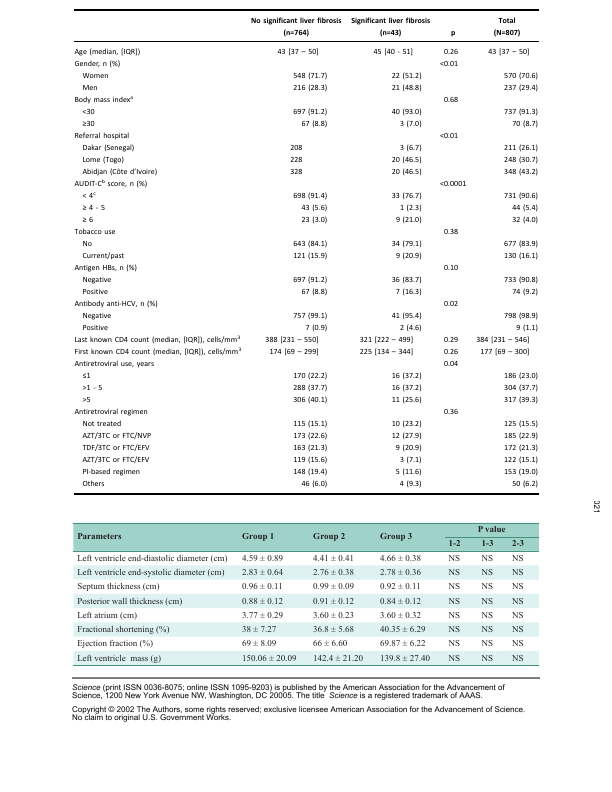 No significant liver fibrosis Significant liver fibrosis Total
(n=764) (n=43) p (N=807)
Age (median, [IQR]) 43 [37 – 50] 45 [40 - 51] 0.26 43 [37 – 50]
Gender, n (%) <0.01
Women 548 (71.7) 22 (51.2) 570 (70.6)
Men 216 (28.3) 21 (48.8) 237 (29.4)
Body mass indexᵃ 0.68
<30 697 (91.2) 40 (93.0) 737 (91.3)
≥30 67 (8.8) 3 (7.0) 70 (8.7)
Referral hospital <0.01
Dakar (Senegal) 208 3 (6.7) 211 (26.1)
Lome (Togo) 228 20 (46.5) 248 (30.7)
Abidjan (Côte d'Ivoire) 328 20 (46.5) 348 (43.2)
AUDIT-Cᵇ score, n (%) <0.0001
< 4ᶜ 698 (91.4) 33 (76.7) 731 (90.6)
≥ 4 - 5 43 (5.6) 1 (2.3) 44 (5.4)
≥ 6 23 (3.0) 9 (21.0) 32 (4.0)
Tobacco use 0.38
No 643 (84.1) 34 (79.1) 677 (83.9)
Current/past 121 (15.9) 9 (20.9) 130 (16.1)
Antigen HBs, n (%) 0.10
Negative 697 (91.2) 36 (83.7) 733 (90.8)
Positive 67 (8.8) 7 (16.3) 74 (9.2)
Antibody anti-HCV, n (%) 0.02
Negative 757 (99.1) 41 (95.4) 798 (98.9)
Positive 7 (0.9) 2 (4.6) 9 (1.1)
Last known CD4 count (median, [IQR]), cells/mm³ 388 [231 – 550] 321 [222 – 499] 0.29 384 [231 – 546]
First known CD4 count (median, [IQR]), cells/mm³ 174 [69 – 299] 225 [134 – 344] 0.26 177 [69 – 300]
Antiretroviral use, years 0.04
≤1 170 (22.2) 16 (37.2) 186 (23.0)
>1 - 5 288 (37.7) 16 (37.2) 304 (37.7)
>5 306 (40.1) 11 (25.6) 317 (39.3)
Antiretroviral regimen 0.36
Not treated 115 (15.1) 10 (23.2) 125 (15.5)
AZT/3TC or FTC/NVP 173 (22.6) 12 (27.9) 185 (22.9)
TDF/3TC or FTC/EFV 163 (21.3) 9 (20.9) 172 (21.3)
AZT/3TC or FTC/EFV 119 (15.6) 3 (7.1) 122 (15.1)
PI-based regimen 148 (19.4) 5 (11.6) 153 (19.0)
Others 46 (6.0) 4 (9.3) 50 (6.2)
021
Parameters Group 1 Group 2 Group 3 P value
1-2 1-3 2-3
Left ventricle end-diastolic diameter (cm) 4.59 ± 0.89 4.41 ± 0.41 4.66 ± 0.38 NS NS NS
Left ventricle end-systolic diameter (cm) 2.83 ± 0.64 2.76 ± 0.38 2.78 ± 0.36 NS NS NS
Septum thickness (cm) 0.96 ± 0.11 0.99 ± 0.09 0.92 ± 0.11 NS NS NS
Posterior wall thickness (cm) 0.88 ± 0.12 0.91 ± 0.12 0.84 ± 0.12 NS NS NS
Left atrium (cm) 3.77 ± 0.29 3.60 ± 0.23 3.60 ± 0.32 NS NS NS
Fractional shortening (%) 38 ± 7.27 36.8 ± 5.68 40.35 ± 6.29 NS NS NS
Ejection fraction (%) 69 ± 8.09 66 ± 6.60 69.87 ± 6.22 NS NS NS
Left ventricle mass (g) 150.06 ± 20.09 142.4 ± 21.20 139.8 ± 27.40 NS NS NS
Science (print ISSN 0036-8075; online ISSN 1095-9203) is published by the American Association for the Advancement of
Science, 1200 New York Avenue NW, Washington, DC 20005. The title Science is a registered trademark of AAAS.
Copyright © 2002 The Authors, some rights reserved; exclusive licensee American Association for the Advancement of Science.
No claim to original U.S. Government Works.